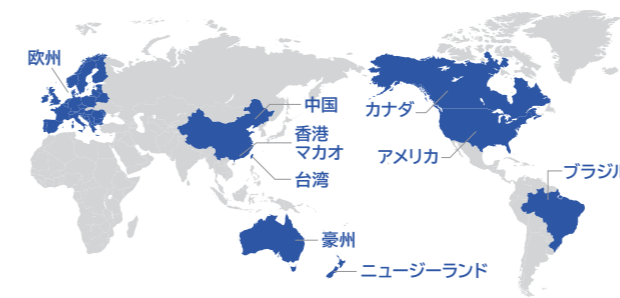 欧州
中国
香港
マカオ
台湾
豪州
ニュージーランド
カナダ
アメリカ
ブラジル